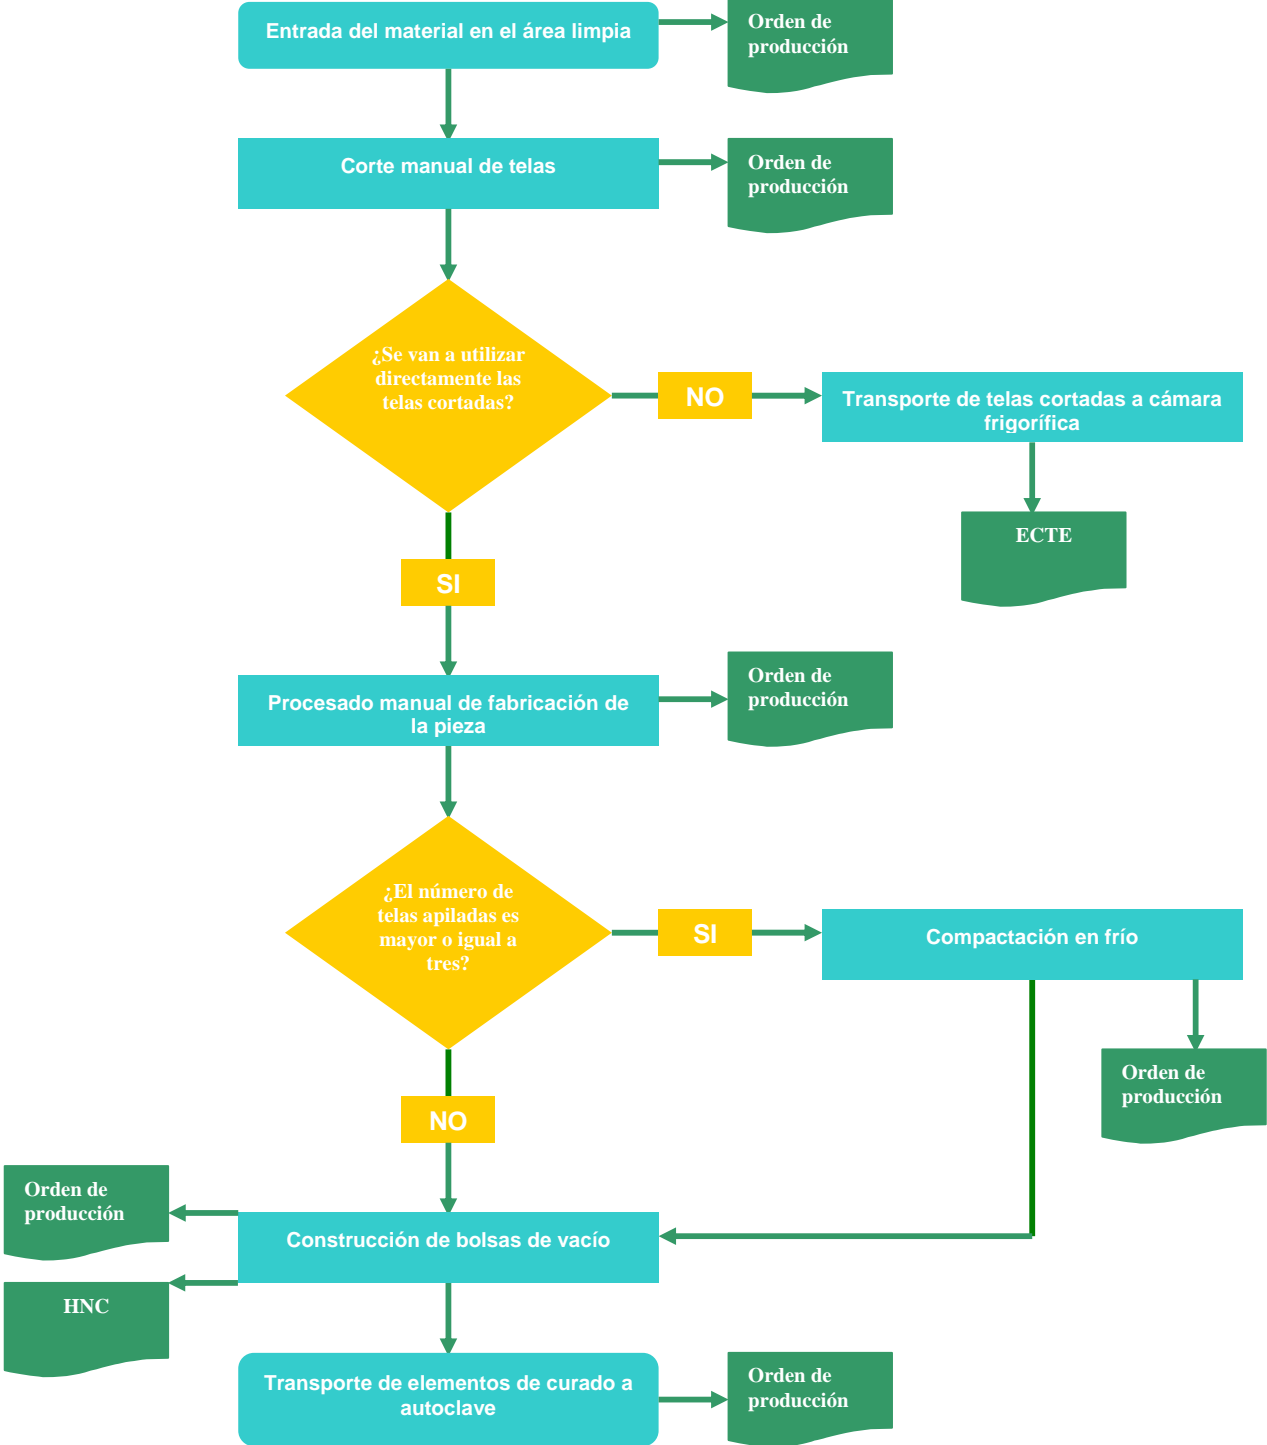 Entrada del material en el área limpia
Orden de
producción
Corte manual de telas
Orden de
producción
¿Se van a utilizar
directamente las
telas cortadas?
NO
Transporte de telas cortadas a cámara
frigorífica
ECTE
SI
Procesado manual de fabricación de
la pieza
Orden de
producción
¿El número de
telas apiladas es
mayor o igual a
tres?
SI
Compactación en frío
Orden de
producción
NO
Orden de
producción
Construcción de bolsas de vacío
HNC
Transporte de elementos de curado a
autoclave
Orden de
producción